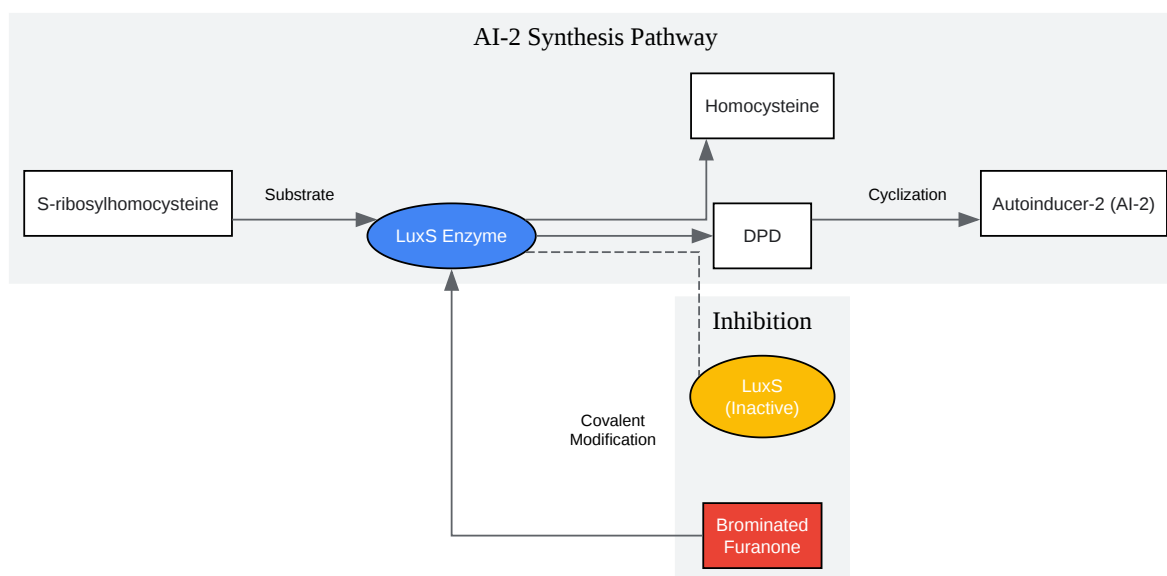 AI-2 Synthesis Pathway
Homocysteine
S-ribosylhomocysteine
Substrate
LuxS Enzyme
DPD
Cyclization
Autoinducer-2 (AI-2)
Inhibition
LuxS
(Inactive)
Covalent
Modification
Brominated
Furanone